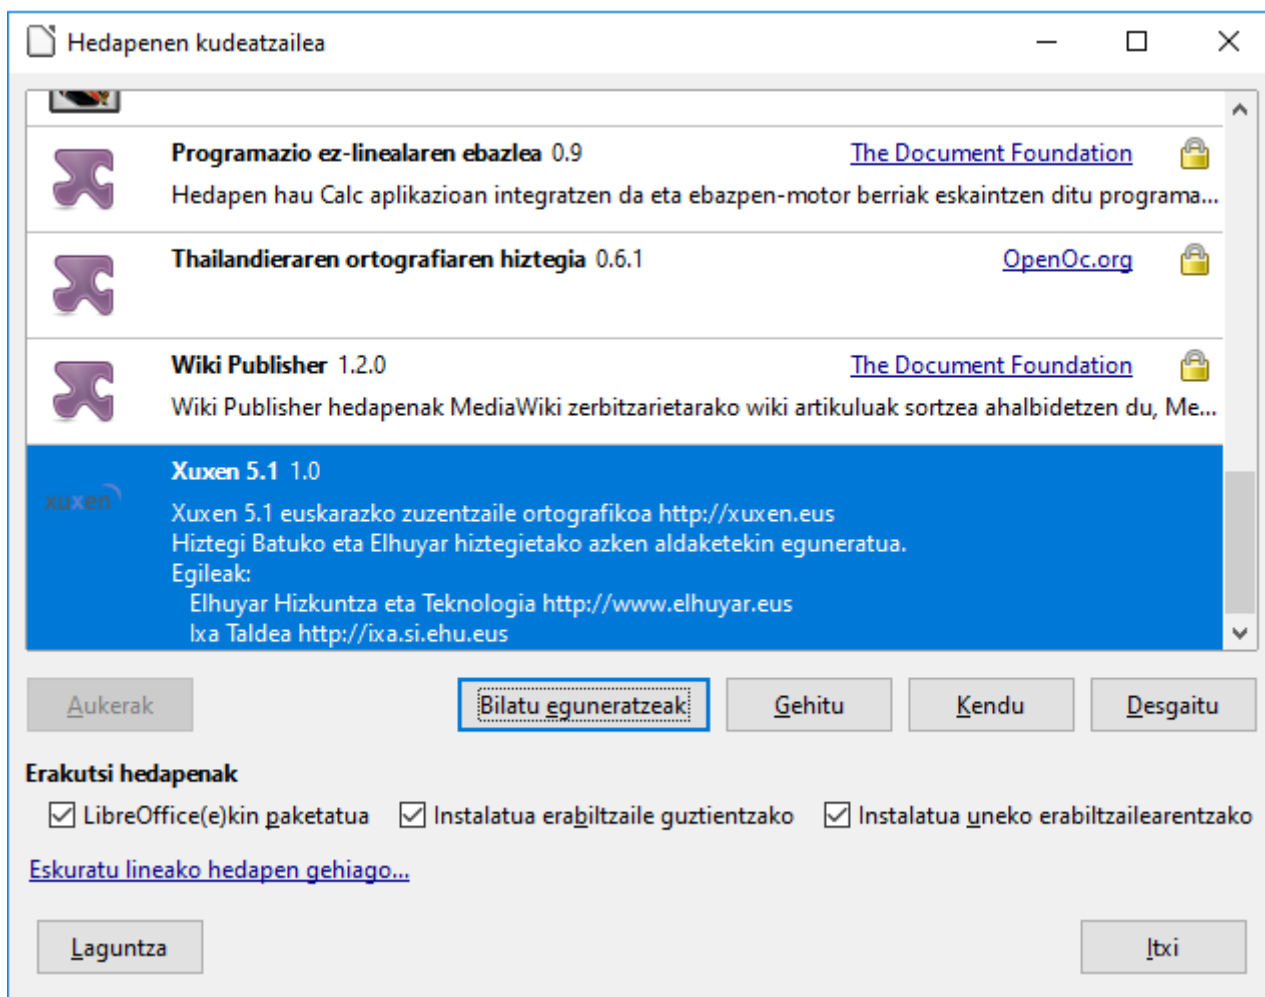 Hedapenen kudeatzailea
Programazio ez-linealaren ebazlea 0.9 The Document Foundation
Hedapen hau Calc aplikazioan integratzen da eta ebazpen-motor berriak eskaintzen ditu programa...
Thailandieraren ortografiaren hiztegia 0.6.1 OpenOc.org
Wiki Publisher 1.2.0 The Document Foundation
Wiki Publisher hedapenak MediaWiki zerbitzarietarako wiki artikuluak sortzea ahalbidetzen du, Me...
xuxen
Xuxen 5.1 1.0
Xuxen 5.1 euskarazko zuzentzaile ortografikoa http://xuxen.eus
Hiztegi Batuko eta Elhuyar hiztegietako azken aldaketekin eguneratua.
Egileak:
Elhuyar Hizkuntza eta Teknologia http://www.elhuyar.eus
Ixa Taldea http://ixa.si.ehu.eus
Aukerak Bilatu eguneratzeak Gehitu Kendu Desgaitu
Erakutsi hedapenak
LibreOffice(e)kin paketatua Instalatua erabiltzaile guztientzako Instalatua uneko erabiltzailearentzako
Eskuratu lineako hedapen gehiago...
Laguntza Itxi